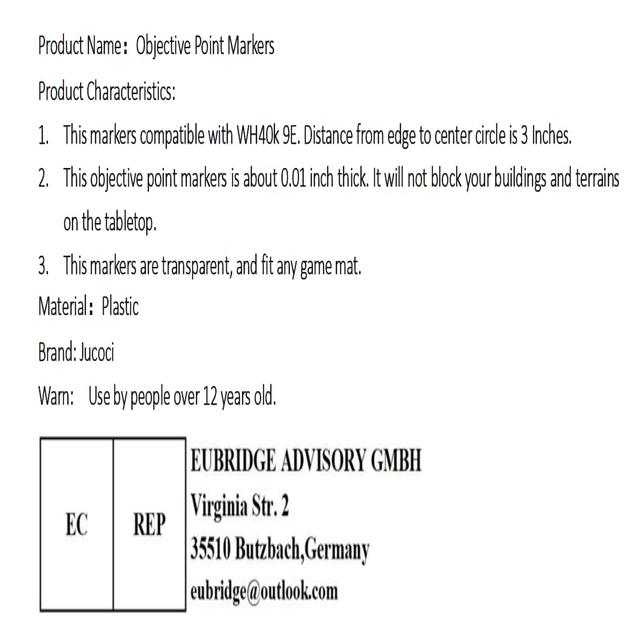 Product Name：Objective Point Markers
Product Characteristics:
1. This markers compatible with WH40k 9E. Distance from edge to center circle is 3 Inches.
2. This objective point markers is about 0.01 inch thick. It will not block your buildings and terrains
on the tabletop.
3. This markers are transparent, and fit any game mat.
Material：Plastic
Brand: Jucoci
Warn: Use by people over 12 years old.
EC REP
EUBRIDGE ADVISORY GMBH
Virginia Str. 2
35510 Butzbach,Germany
eubridge@outlook.com